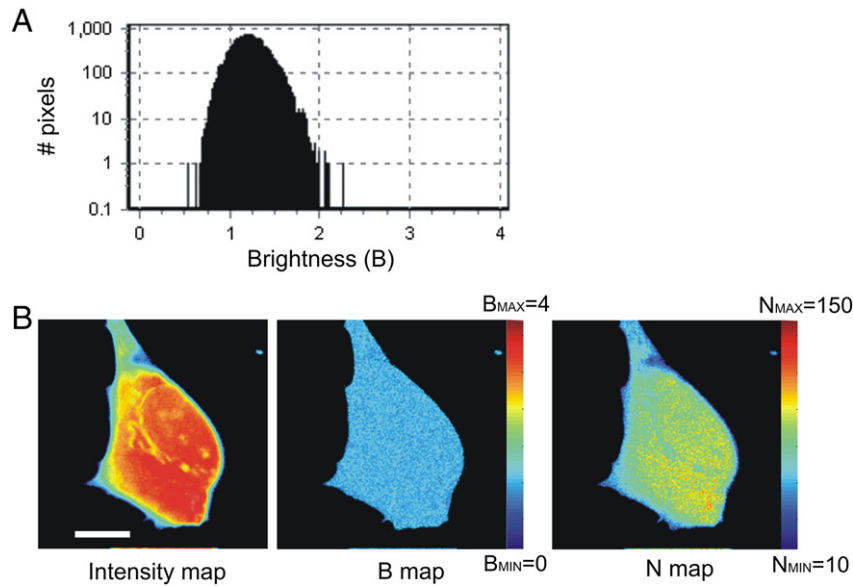 A
# pixels
1,000
100
10
1
0.1
0 1 2 3 4
Brightness (B)
B
BMAX=4
NMAX=150
BMIN=0
NMIN=10
Intensity map
B map
N map